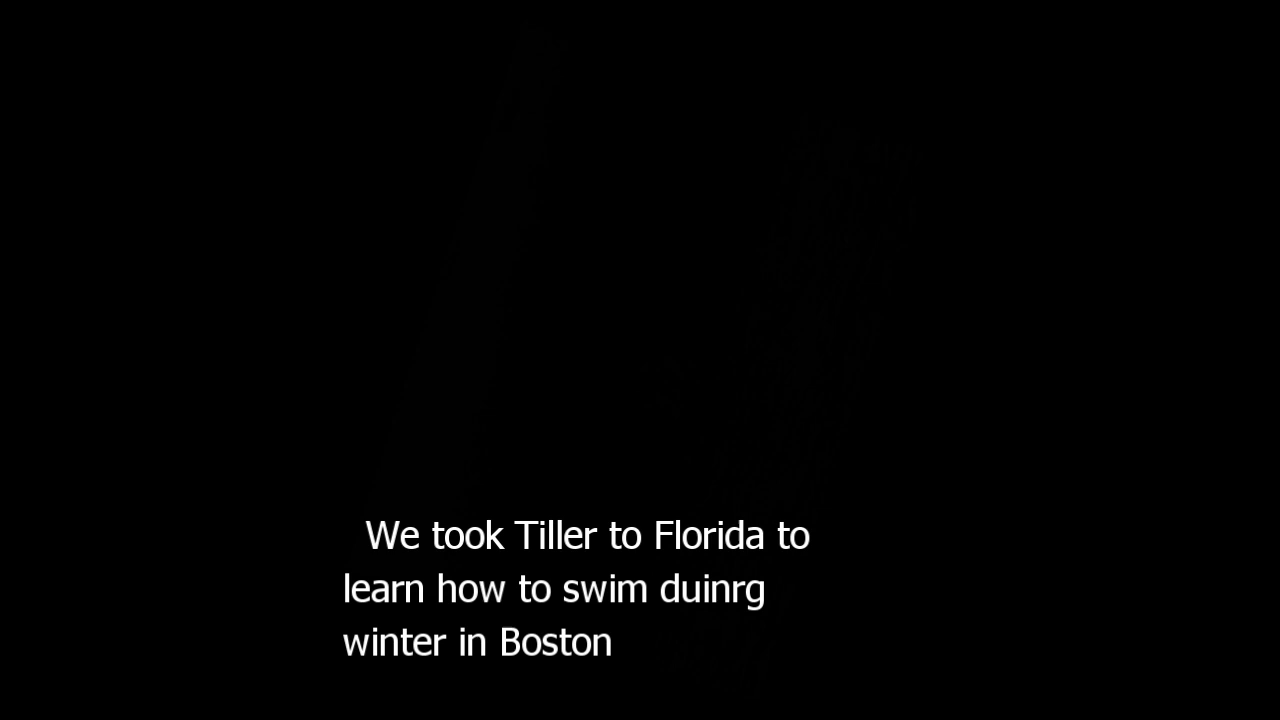 We took Tiller to Florida to
learn how to swim duinrg
winter in Boston